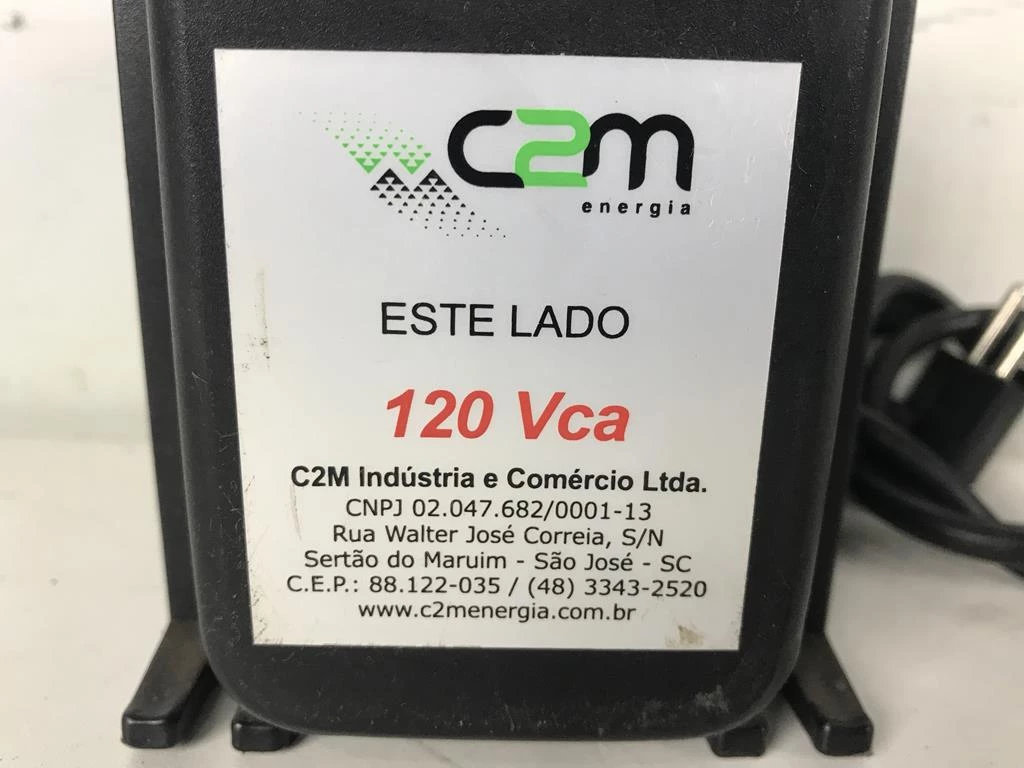 C2M
energia
ESTE LADO
120 Vca
C2M Indústria e Comércio Ltda.
CNPJ 02.047.682/0001-13
Rua Walter José Correia, S/N
Sertão do Maruim - São José - SC
C.E.P.: 88.122-035 / (48) 3343-2520
www.c2menergia.com.br